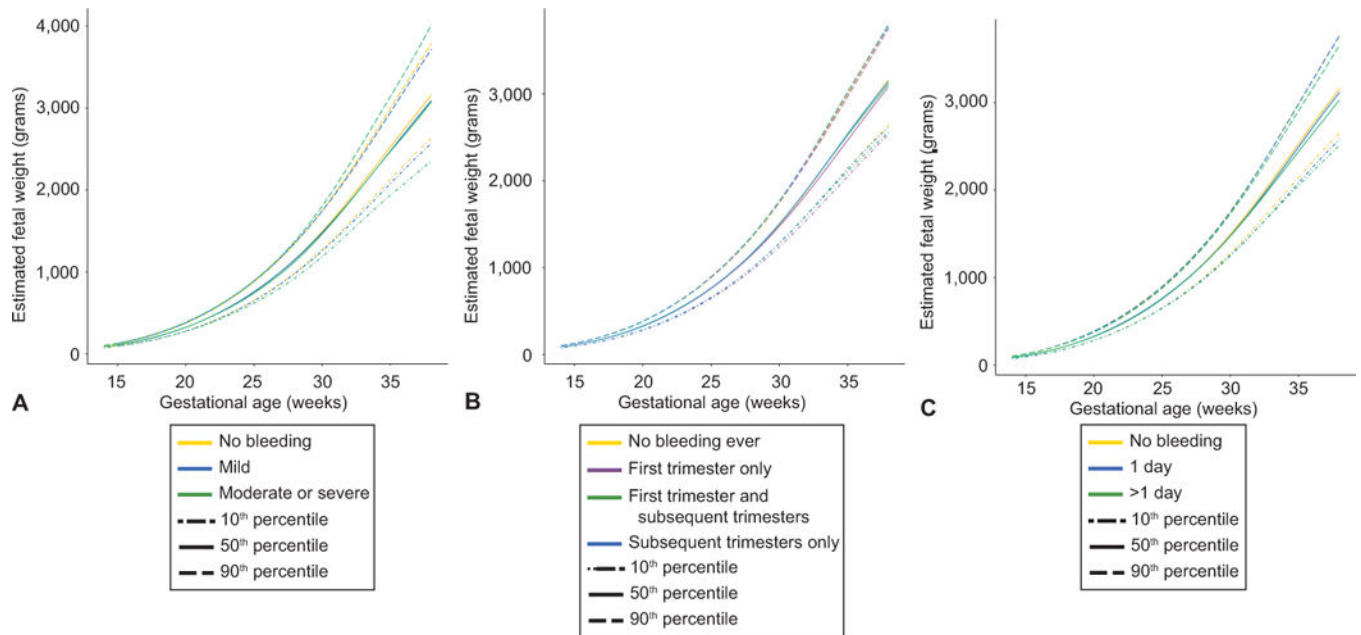 4,000
3,000
2,000
1,000
0
Estimated fetal weight (grams)
15 20 25 30 35
Gestational age (weeks)
A
No bleeding
Mild
Moderate or severe
10th percentile
50th percentile
90th percentile
3,000
2,000
1,000
0
Estimated fetal weight (grams)
15 20 25 30 35
Gestational age (weeks)
B
No bleeding ever
First trimester only
First trimester and
subsequent trimesters
Subsequent trimesters only
10th percentile
50th percentile
90th percentile
3,000
2,000
1,000
0
Estimated fetal weight (grams)
15 20 25 30 35
Gestational age (weeks)
C
No bleeding
1 day
>1 day
10th percentile
50th percentile
90th percentile